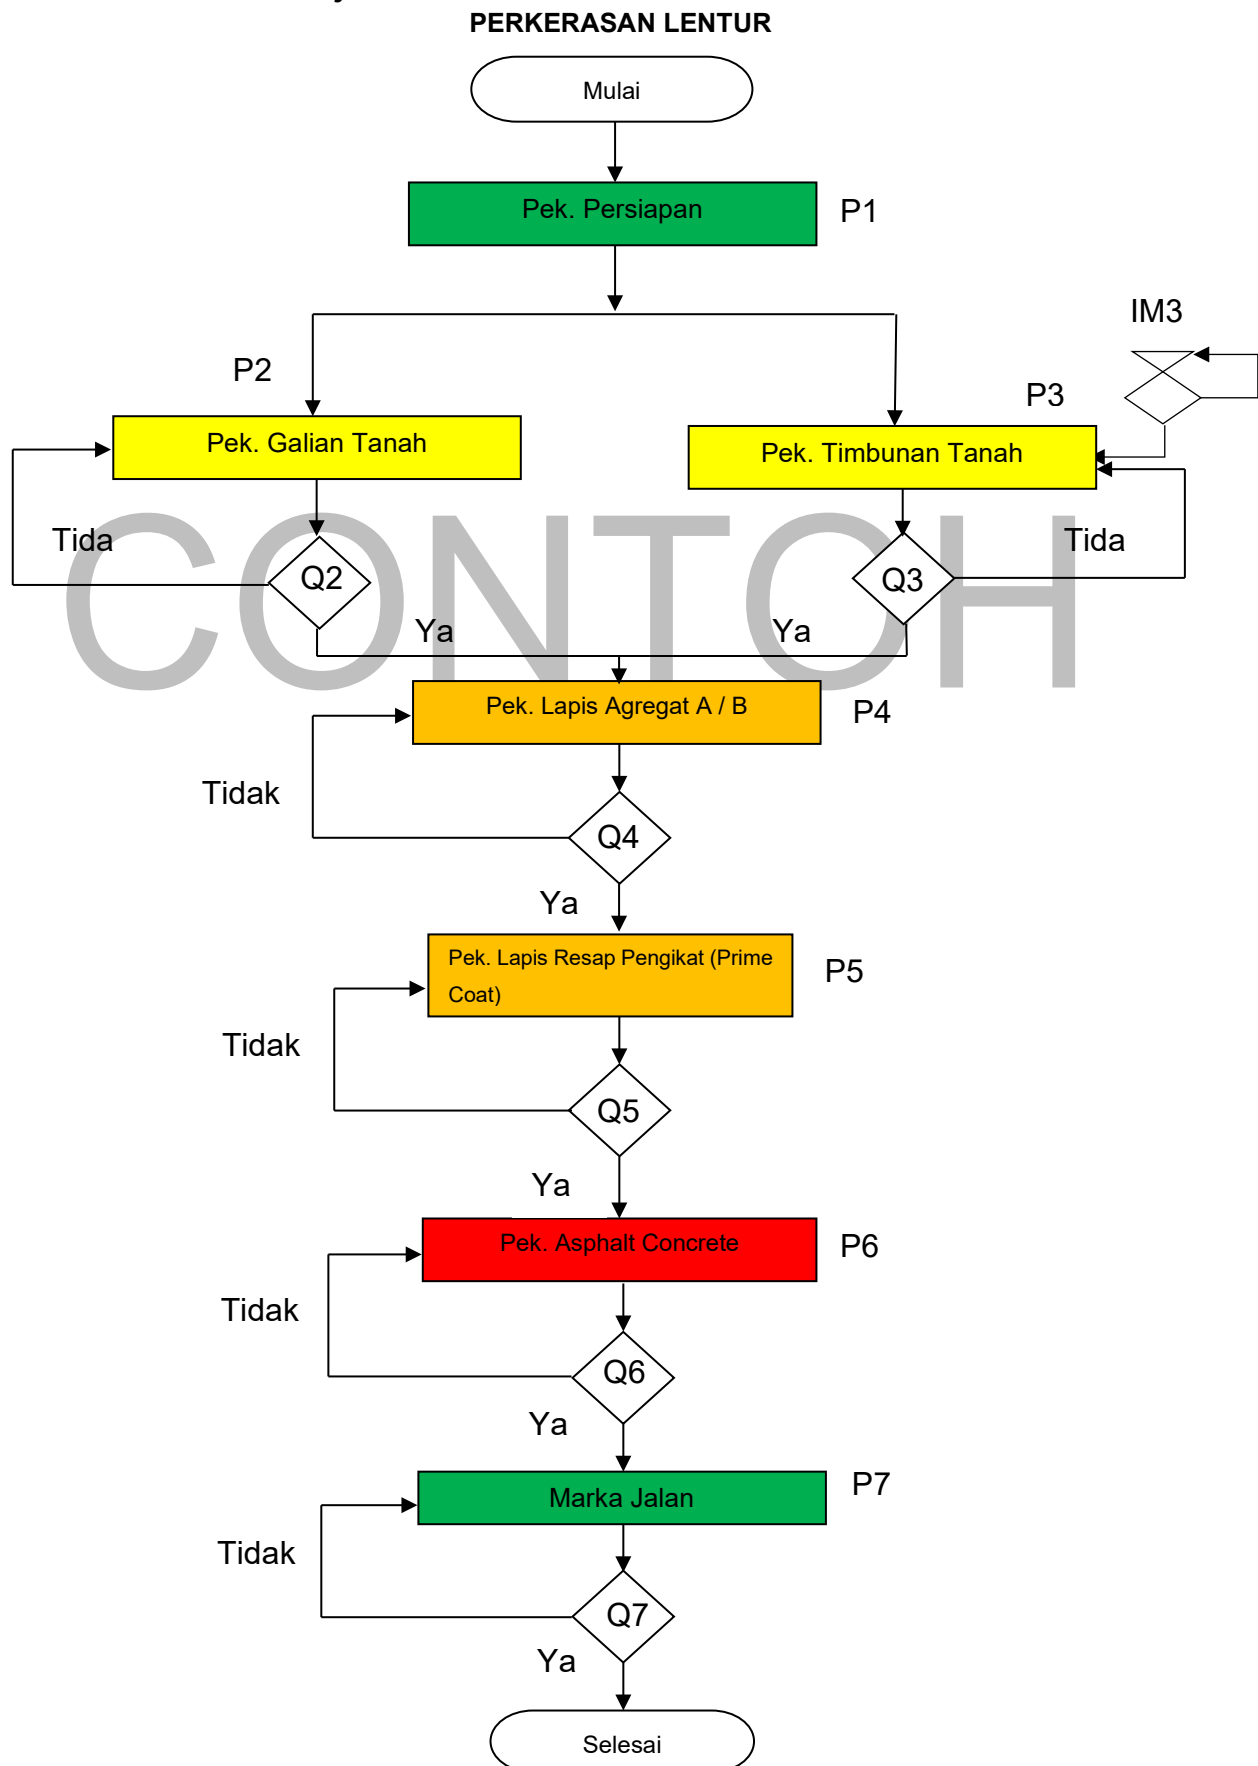 PERKERASAN LENTUR
Mulai
Pek. Persiapan
P1
IM3
P2
P3
Pek. Galian Tanah
Pek. Timbunan Tanah
CONTOH
Tida
Q2
Q3
Tida
Ya
Ya
Pek. Lapis Agregat A / B
P4
Tidak
Q4
Ya
Pek. Lapis Resap Pengikat (Prime
Coat)
P5
Tidak
Q5
Ya
Pek. Asphalt Concrete
P6
Tidak
Q6
Ya
Marka Jalan
P7
Tidak
Q7
Ya
Selesai